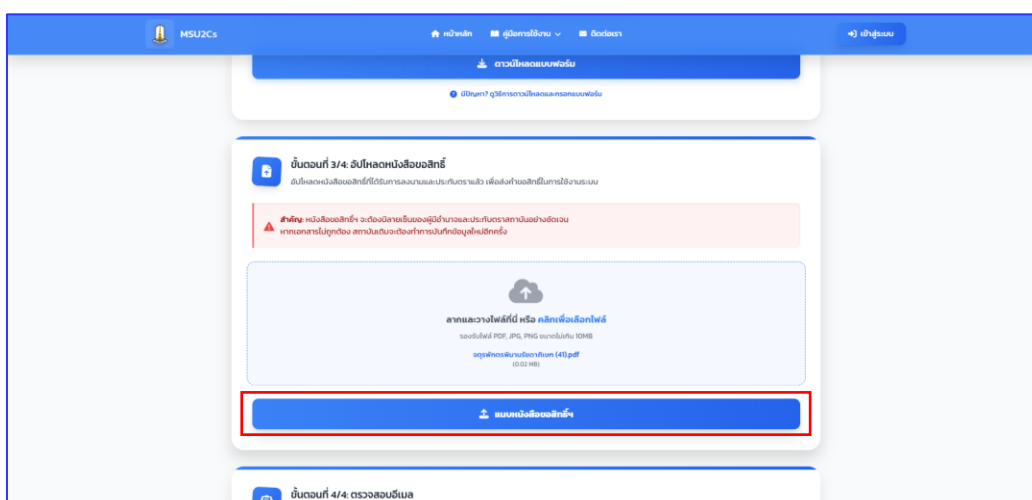 MSU2Cs
หน้าหลัก
คู่มือการใช้งาน
ติดต่อเรา
เข้าสู่ระบบ
ดาวน์โหลดแบบฟอร์ม
มีปัญหา? ดูวิธีการดาวน์โหลดและกรอกแบบฟอร์ม
ขั้นตอนที่ 3/4: อัปโหลดหนังสือขอสิทธิ์
อัปโหลดหนังสือขอสิทธิ์ที่ได้รับการลงนามและประทับตราแล้ว เพื่อส่งคำขอสิทธิ์ในการใช้งานระบบ
สำคัญ: หนังสือขอสิทธิ์ฯ จะต้องมีลายเซ็นของผู้มีอำนาจและประทับตราสถาบันอย่างชัดเจน
หากเอกสารไม่ถูกต้อง สถาบันเดิมจะต้องทำการบันทึกข้อมูลใหม่อีกครั้ง
ลากและวางไฟล์ที่นี่ หรือ คลิกเพื่อเลือกไฟล์
รองรับไฟล์ PDF, JPG, PNG ขนาดไม่เกิน 10MB
(41).pdf
(0.02 MB)
แนบหนังสือขอสิทธิ์ฯ
ขั้นตอนที่ 4/4: ตรวจสอบอีเมล